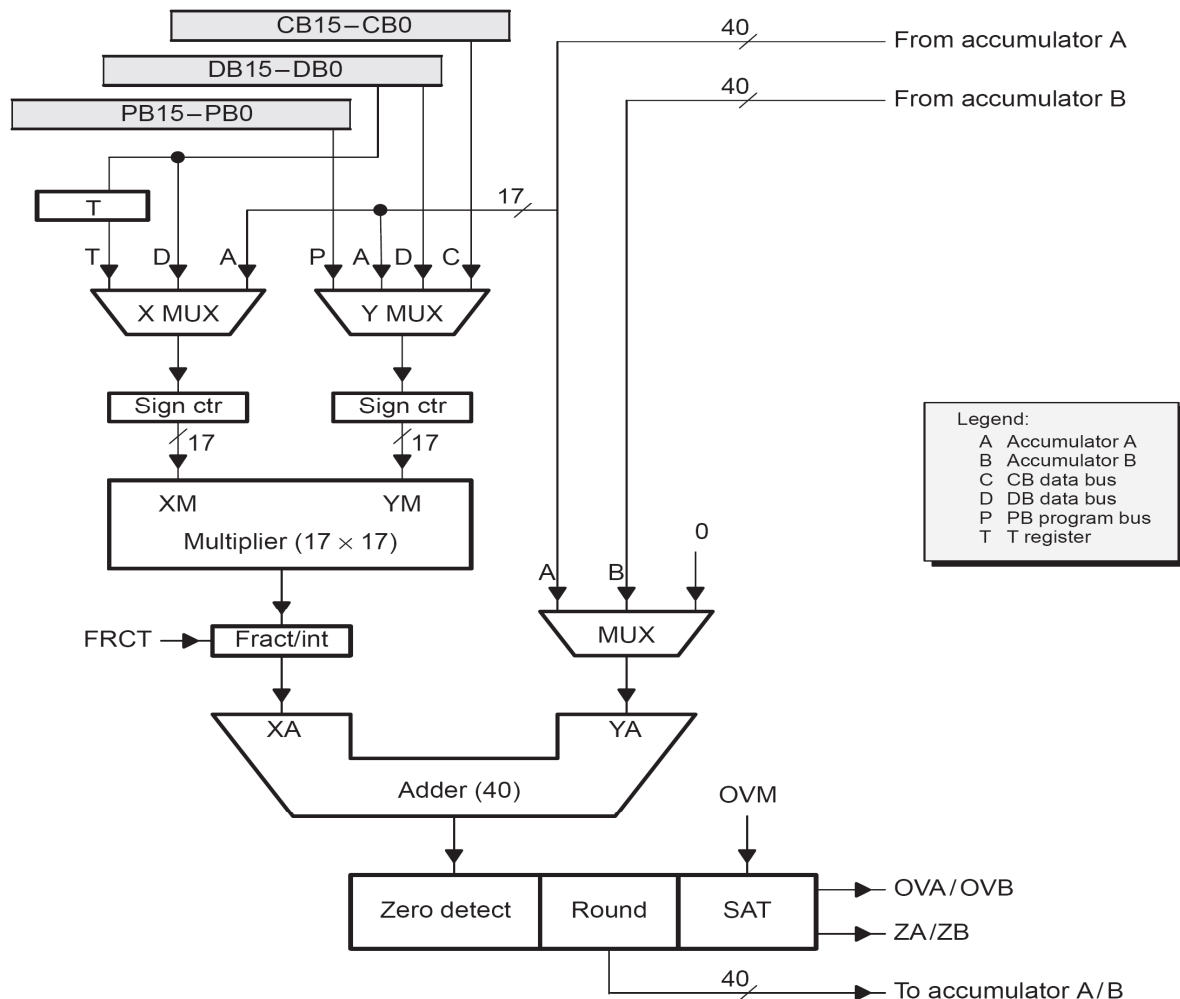 CB15–CB0
40
From accumulator A
DB15–DB0
40
From accumulator B
PB15–PB0
17
T
T D A P A D C
X MUX
Y MUX
Sign ctr
Sign ctr
17
17
Legend:
A Accumulator A
B Accumulator B
C CB data bus
D DB data bus
P PB program bus
T T register
XM
YM
Multiplier (17 × 17)
0
A B
MUX
FRCT
Fract/int
XA
YA
Adder (40)
OVM
Zero detect
Round
SAT
OVA/OVB
ZA/ZB
40
To accumulator A/B